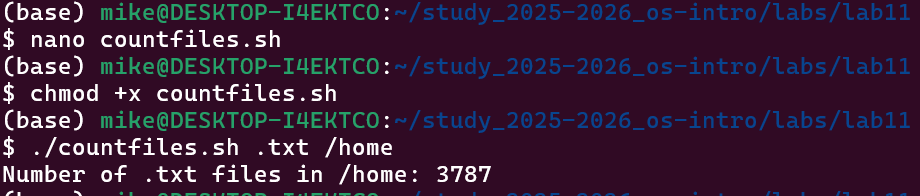 (base) mike@DESKTOP-I4EKTCO:~/study_2025-2026_os-intro/labs/lab11
$ nano countfiles.sh
(base) mike@DESKTOP-I4EKTCO:~/study_2025-2026_os-intro/labs/lab11
$ chmod +x countfiles.sh
(base) mike@DESKTOP-I4EKTCO:~/study_2025-2026_os-intro/labs/lab11
$ ./countfiles.sh .txt /home
Number of .txt files in /home: 3787